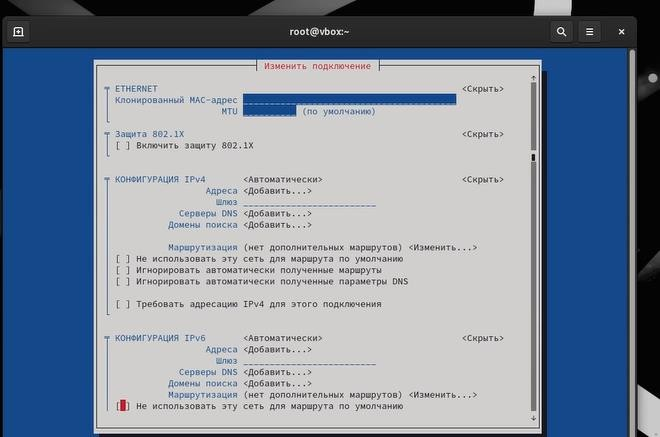 root@vbox:~
Изменить подключение
ETHERNET <Скрыть>
Клонированный MAC-адрес
MTU (по умолчанию)
Защита 802.1X <Скрыть>
[ ] Включить защиту 802.1X
КОНФИГУРАЦИЯ IPv4 <Автоматически> <Скрыть>
Адреса <Добавить...>
Шлюз
Серверы DNS <Добавить...>
Домены поиска <Добавить...>
Маршрутизация (нет дополнительных маршрутов) <Изменить...>
[ ] Не использовать эту сеть для маршрута по умолчанию
[ ] Игнорировать автоматически полученные маршруты
[ ] Игнорировать автоматически полученные параметры DNS
[ ] Требовать адресацию IPv4 для этого подключения
КОНФИГУРАЦИЯ IPv6 <Автоматически> <Скрыть>
Адреса <Добавить...>
Шлюз
Серверы DNS <Добавить...>
Домены поиска <Добавить...>
Маршрутизация (нет дополнительных маршрутов) <Изменить...>
[ ] Не использовать эту сеть для маршрута по умолчанию